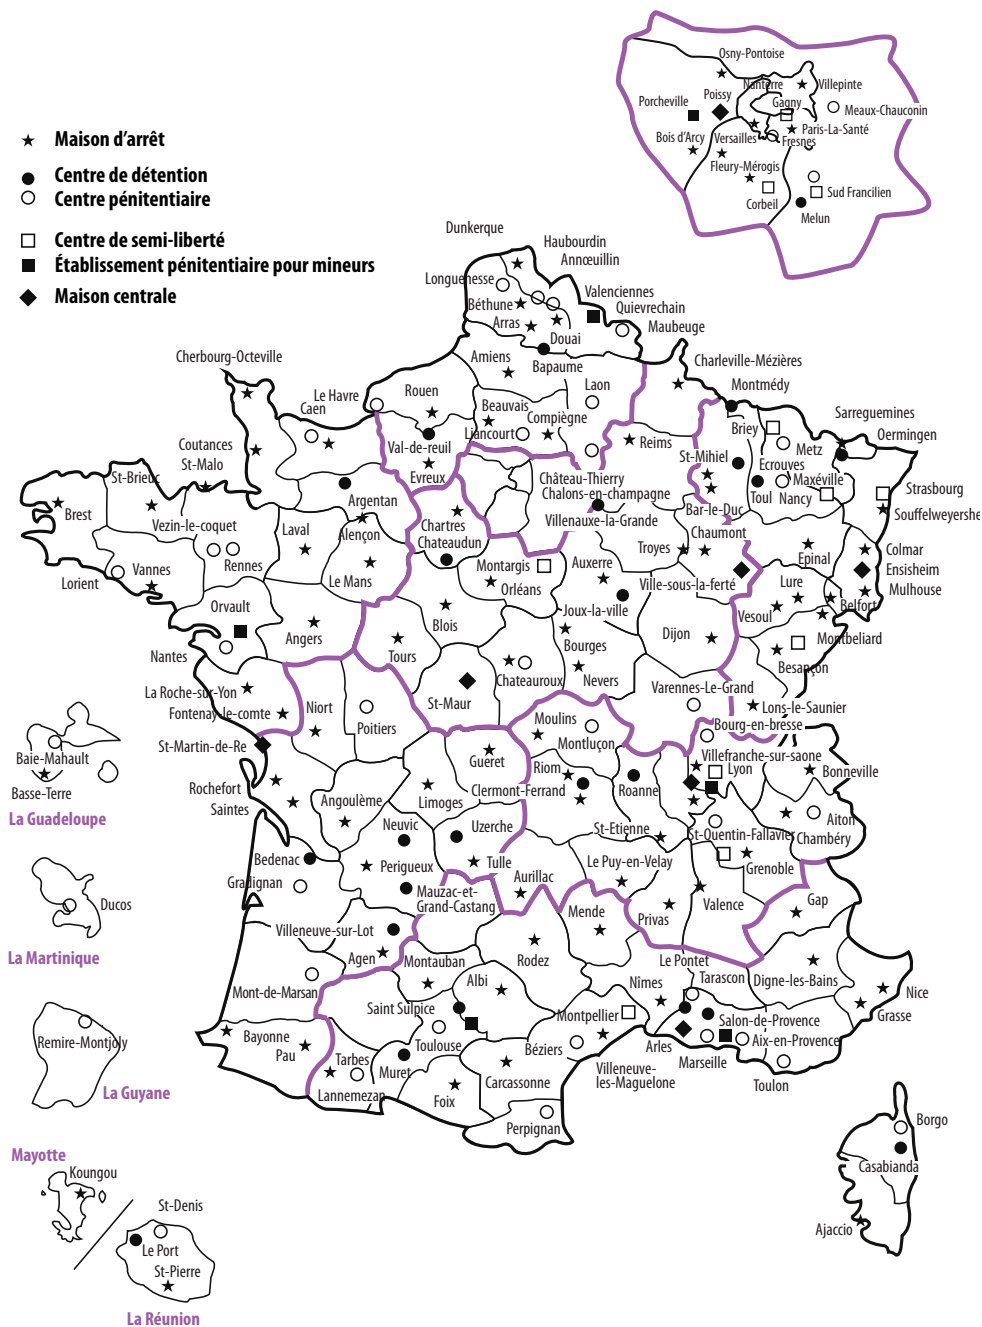 Maison d'arrêt
Centre de détention
Centre pénitentiaire
Centre de semi-liberté
Établissement pénitentiaire pour mineurs
Maison centrale
Osny-Pontoise
Nanterre
Villepinte
Poissy
Porcheville
Gagny
Meaux-Chauconin
Bois d'Arcy
Versailles
Paris-La-Santé
Fresnes
Fleury-Mérogis
Corbeil
Sud Francilien
Melun
Dunkerque
Haubourdin
Annœuillin
Longuenesse
Valenciennes
Béthune
Quievrechain
Arras
Maubeuge
Douai
Bapaume
Amiens
Cherbourg-Octeville
Charleville-Mézières
Montmédy
Laon
Le Havre
Caen
Rouen
Beauvais
Compiègne
Liancourt
Sarreguemines
Oermingen
Briey
Metz
Reims
Coutances
St-Malo
Val-de-reuil
Evreux
St-Mihiel
Ecrouves
Maxéville
Toul
Nancy
Château-Thierry
Chalons-en-champagne
Strasbourg
Souffelweyershe
St-Brieuc
Brest
Argentan
Alençon
Bar-le-Duc
Villenauxe-la-Grande
Vezin-le-coquet
Laval
Chartres
Chateaudun
Chaumont
Troyes
Epinal
Colmar
Ensisheim
Mulhouse
Rennes
Vannes
Lorient
Le Mans
Montargis
Orléans
Auxerre
Ville-sous-la-ferté
Lure
Belfort
Orvault
Joux-la-ville
Vesoul
Montbeliard
Blois
Angers
Bourges
Dijon
Nantes
Tours
Besançon
Chateauroux
Nevers
La Roche-sur-Yon
Fontenay-le-comte
Niort
St-Maur
Varennes-Le-Grand
Lons-le-Saunier
Poitiers
Moulins
Bourg-en-bresse
St-Martin-de-Re
Montluçon
Villefranche-sur-saone
Baie-Mahault
Basse-Terre
La Guadeloupe
Gueret
Riom
Lyon
Bonneville
Rochefort
Saintes
Clermont-Ferrand
Roanne
Angoulème
Limoges
Aiton
Neuvic
Uzerche
St-Etienne
St-Quentin-Fallavier
Chambéry
Bedenac
Perigueux
Tulle
Le Puy-en-Velay
Grenoble
Gradignan
Aurillac
Mauzac-et-
Grand-Castang
Ducos
La Martinique
Mende
Privas
Valence
Gap
Villeneuve-sur-Lot
Agen
Montauban
Rodez
Le Pontet
Albi
Nîmes
Tarascon
Digne-les-Bains
Mont-de-Marsan
Saint Sulpice
Nice
Grasse
Montpellier
Salon-de-Provence
Remire-Montjoly
La Guyane
Bayonne
Pau
Toulouse
Béziers
Arles
Aix-en-Provence
Tarbes
Muret
Marseille
Villeneuve-
les-Maguelone
Toulon
Lannemezan
Carcassonne
Foix
Perpignan
Borgo
Casabianda
Ajaccio
Mayotte
Koungou
St-Denis
Le Port
St-Pierre
La Réunion